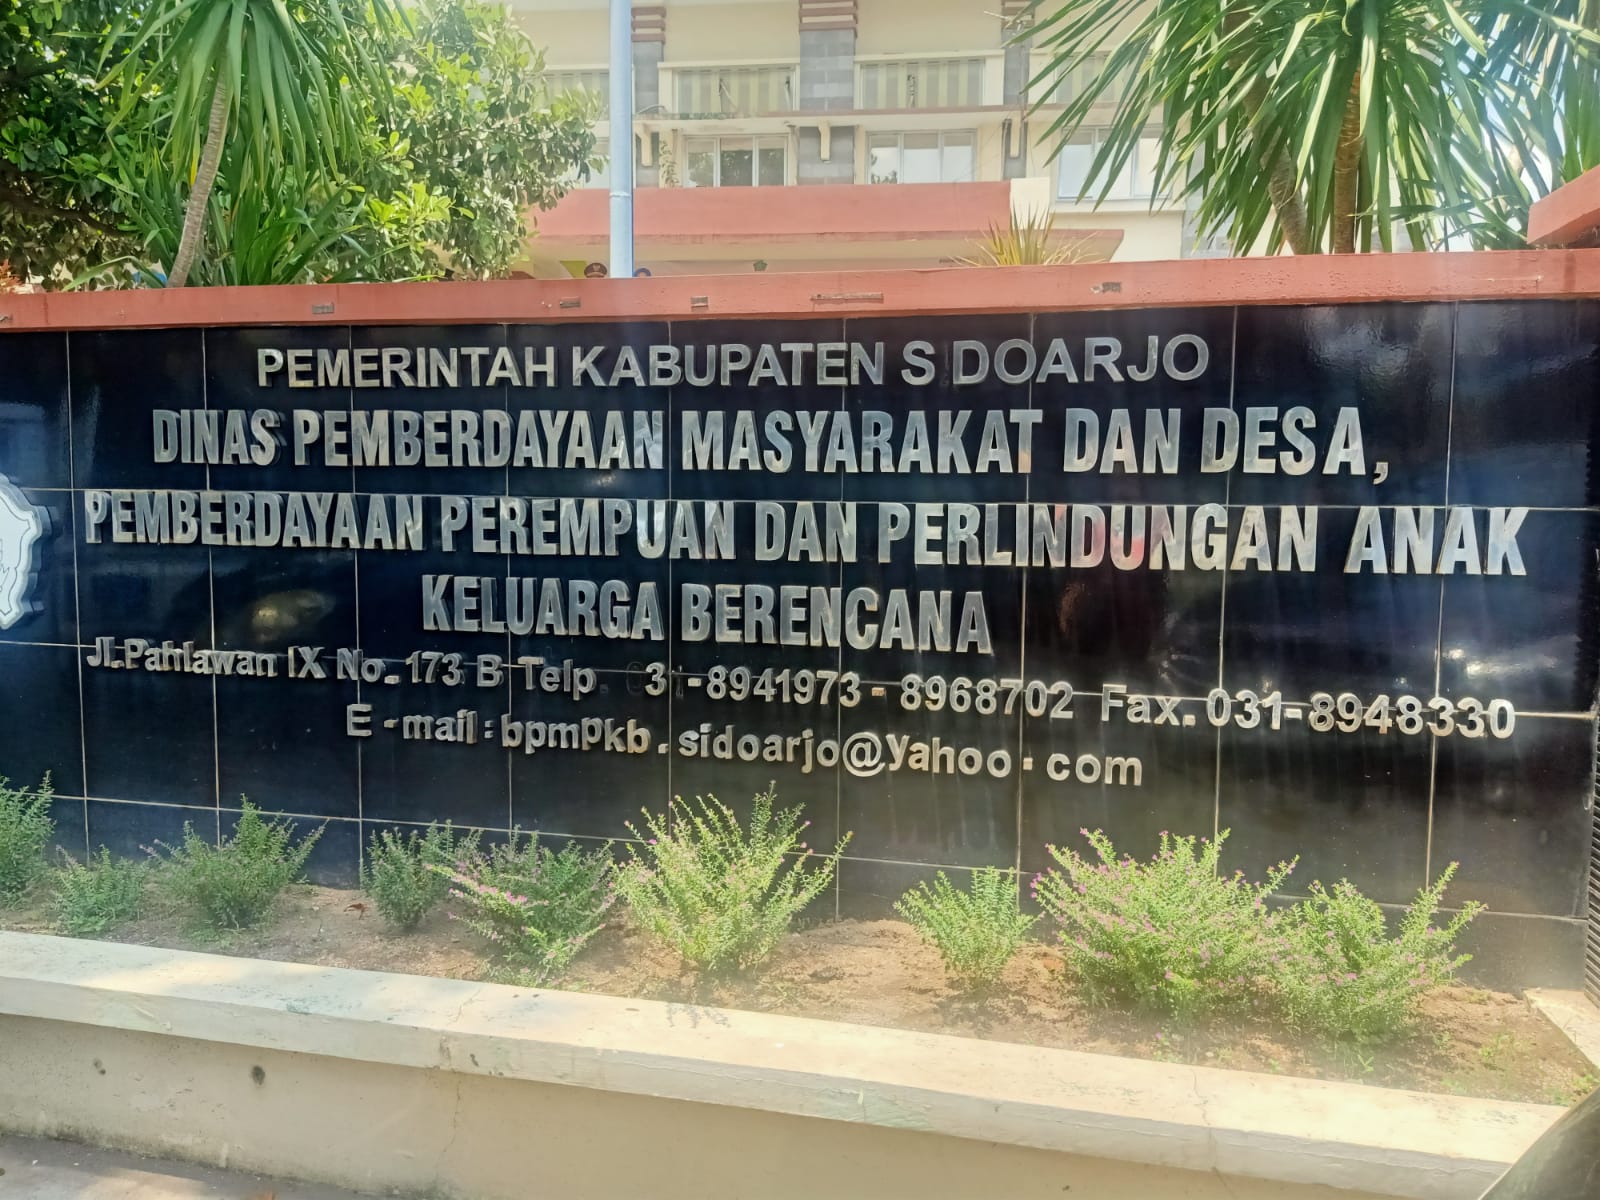 PEMERINTAH KABUPATEN S DOARJO
DINAS PEMBERDAYAAN MASYARAKAT DAN DESA,
PEMBERDAYAAN PEREMPUAN DAN PERLINDUNGAN ANAK
KELUARGA BERENCANA
Jl.Pahlawan IX No. 173 B Telp. 31-8941973 - 8968702 Fax. 031-8948330
E - mail : bpmpkb . sidoarjo@Yahoo . com